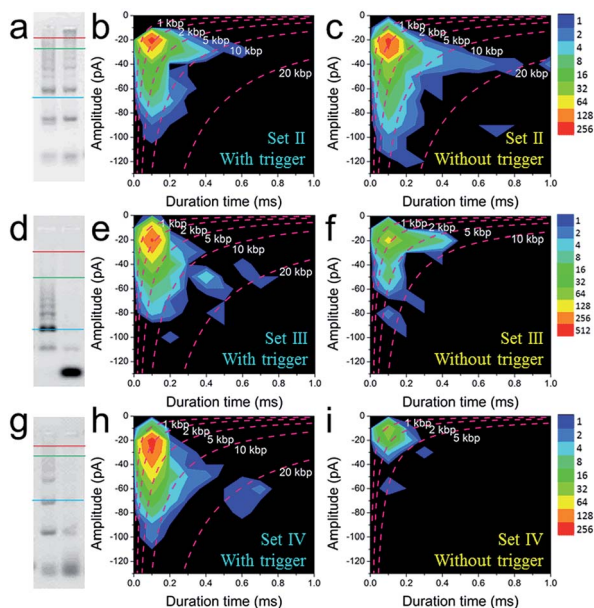 a b c
Amplitude (pA)
0
-20
-40
-60
-80
-100
-120
1 kbp
2 kbp
5 kbp
10 kbp
20 kbp
Set II
With trigger
0.0 0.2 0.4 0.6 0.8 1.0
Duration time (ms)
Amplitude (pA)
0
-20
-40
-60
-80
-100
-120
1 kbp
2 kbp
5 kbp
10 kbp
20 kbp
Set II
Without trigger
0.0 0.2 0.4 0.6 0.8 1.0
Duration time (ms)
1
2
4
8
16
32
64
128
256
d e f
Amplitude (pA)
0
-20
-40
-60
-80
-100
-120
1 kbp
2 kbp
5 kbp
10 kbp
20 kbp
Set III
With trigger
0.0 0.2 0.4 0.6 0.8 1.0
Duration time (ms)
Amplitude (pA)
0
-20
-40
-60
-80
-100
-120
1 kbp
2 kbp
5 kbp
10 kbp
Set III
Without trigger
0.0 0.2 0.4 0.6 0.8 1.0
Duration time (ms)
1
2
4
8
16
32
64
128
256
512
g h i
Amplitude (pA)
0
-20
-40
-60
-80
-100
-120
1 kbp
2 kbp
5 kbp
10 kbp
20 kbp
Set IV
With trigger
0.0 0.2 0.4 0.6 0.8 1.0
Duration time (ms)
Amplitude (pA)
0
-20
-40
-60
-80
-100
-120
1 kbp
2 kbp
5 kbp
Set IV
Without trigger
0.0 0.2 0.4 0.6 0.8 1.0
Duration time (ms)
1
2
4
8
16
32
64
128
256